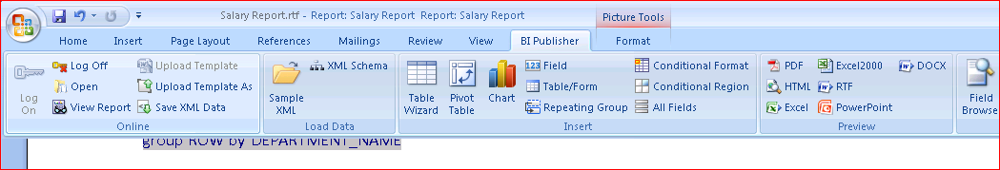 Salary Report.rtf - Report: Salary Report Report: Salary Report
Picture Tools
Home Insert Page Layout References Mailings Review View BI Publisher Format
Log On
Log Off
Open
View Report
Upload Template
Upload Template As
Save XML Data
Online
Sample XML
XML Schema
Load Data
Table Wizard
Pivot Table
Chart
123 Field
Table/Form
Repeating Group
Conditional Format
Conditional Region
All Fields
Insert
PDF
HTML
Excel
Excel2000
RTF
PowerPoint
DOCX
Preview
Field
group ROW by DEPARTMENT_NAME